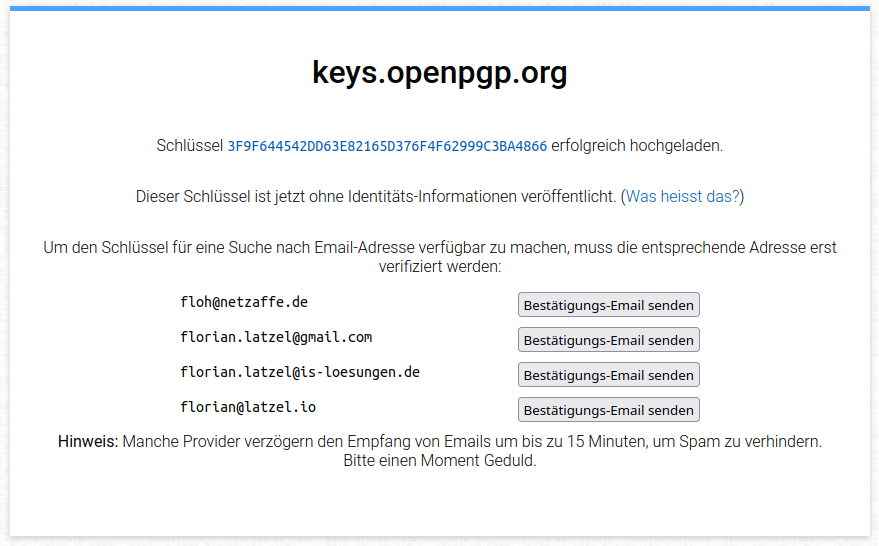 keys.openpgp.org
Schlüssel 3F9F644542DD63E82165D376F4F62999C3BA4866 erfolgreich hochgeladen.
Dieser Schlüssel ist jetzt ohne Identitäts-Informationen veröffentlicht. (Was heisst das?)
Um den Schlüssel für eine Suche nach Email-Adresse verfügbar zu machen, muss die entsprechende Adresse erst
verifiziert werden:
floh@netzaffe.de Bestätigungs-Email senden
florian.latzel@gmail.com Bestätigungs-Email senden
florian.latzel@is-loesungen.de Bestätigungs-Email senden
florian@latzel.io Bestätigungs-Email senden
Hinweis: Manche Provider verzögern den Empfang von Emails um bis zu 15 Minuten, um Spam zu verhindern.
Bitte einen Moment Geduld.